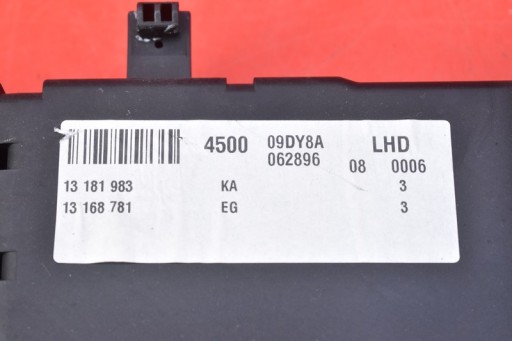 4500 09DY8A LHD
062896 08 0006
13 181 983 KA 3
13 168 781 EG 3